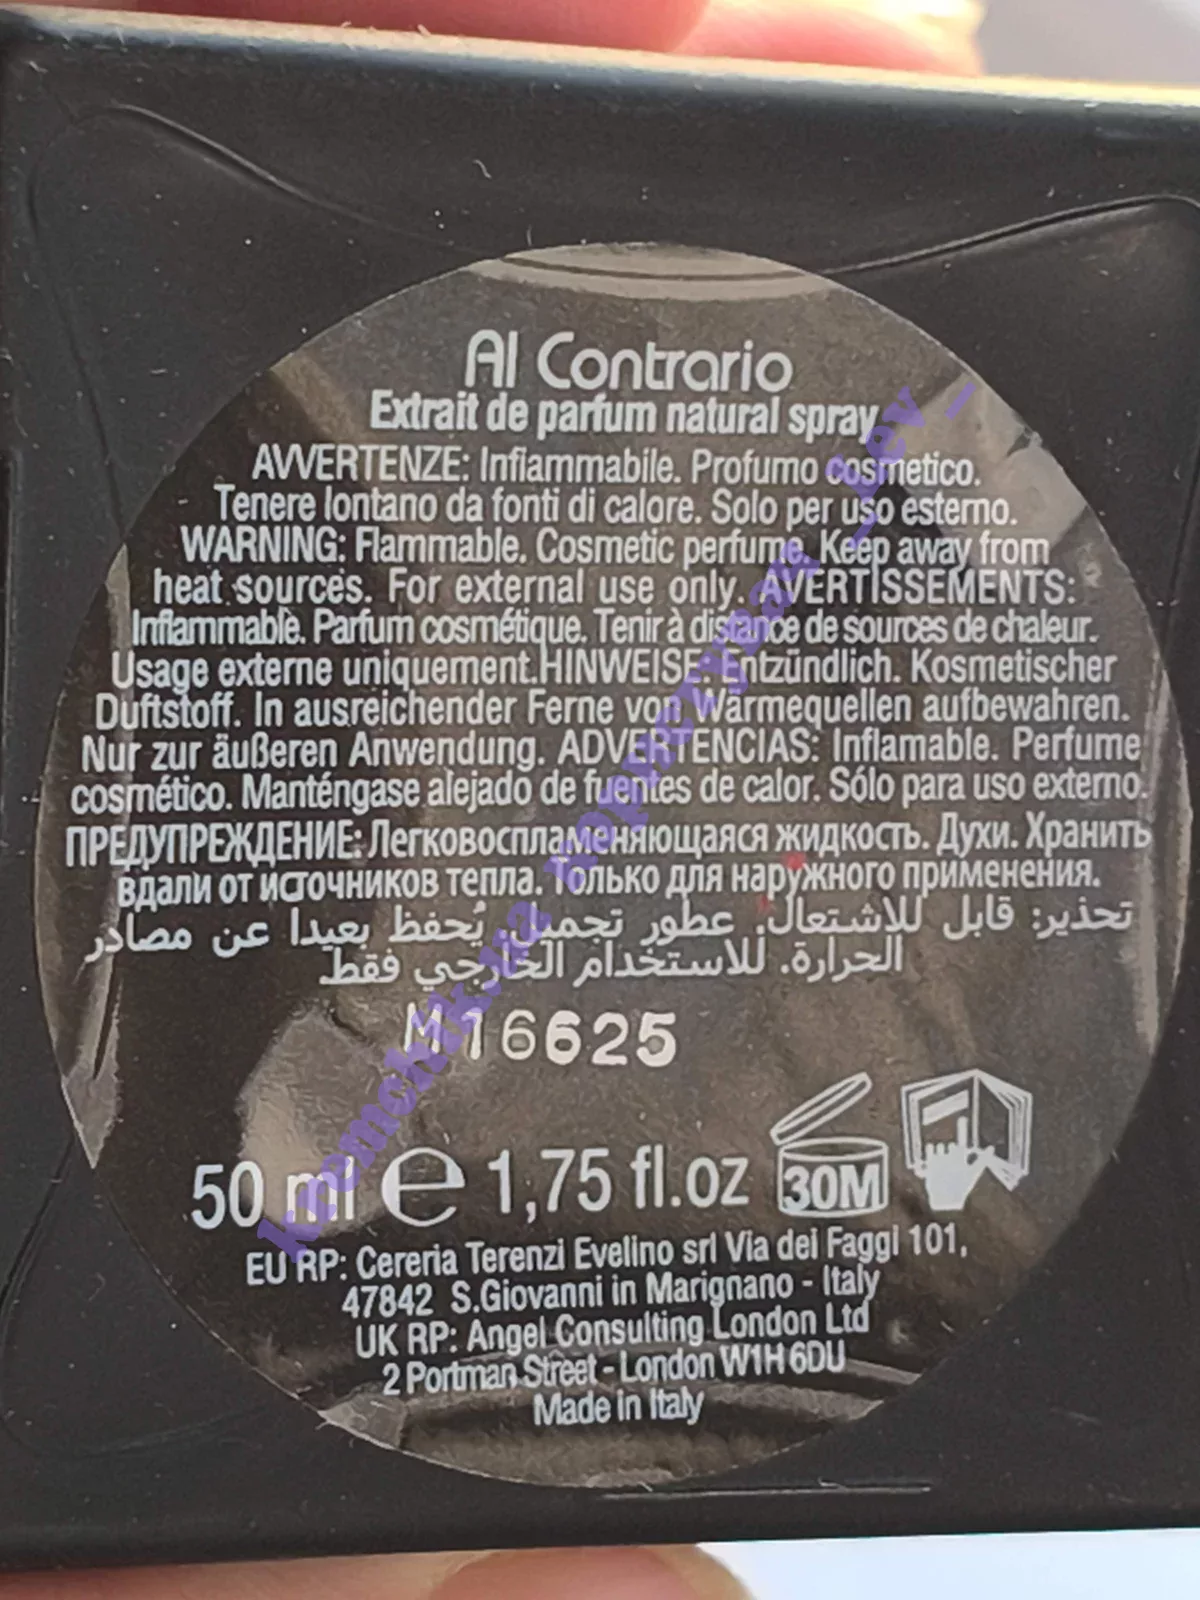 Al Contrario
Extrait de parfum natural spray
AVVERTENZE: Infiammabile. Profumo cosmetico.
Tenere lontano da fonti di calore. Solo per uso esterno.
WARNING: Flammable. Cosmetic perfume. Keep away from
heat sources. For external use only. AVERTISSEMENTS:
Inflammable. Parfum cosmétique. Tenir à distance de sources de chaleur.
Usage externe uniquement.HINWEISE: Entzündlich. Kosmetischer
Duftstoff. In ausreichender Ferne von Wärmequellen aufbewahren.
Nur zur äußeren Anwendung. ADVERTENCIAS: Inflamable. Perfume
cosmético. Manténgase alejado de fuentes de calor. Sólo para uso externo.
ПРЕДУПРЕЖДЕНИЕ: Легковоспламеняющаяся жидкость. Духи. Хранить
вдали от источников тепла. Только для наружного применения.
تحذير: قابل للاشتعال. عطور تجميل. يُحفظ بعيدا عن مصادر
الحرارة. للاستخدام الخارجي فقط
M16625
50 ml e 1,75 fl.oz 30M
EU RP: Cereria Terenzi Evelino srl Via dei Faggi 101,
47842 S.Giovanni in Marignano - Italy
UK RP: Angel Consulting London Ltd
2 Portman Street - London W1H 6DU
Made in Italy